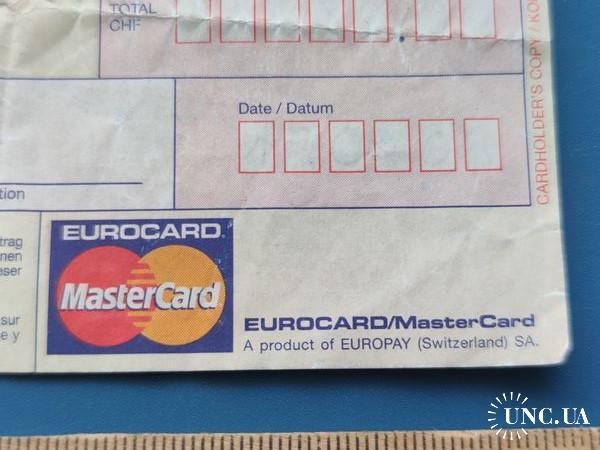 TOTAL
CHF
Date / Datum
CARDHOLDER'S COPY /
tion
trag
nen
eser
sur
e y
EUROCARD
MasterCard
EUROCARD/MasterCard
A product of EUROPAY (Switzerland) SA.
UNC.UA